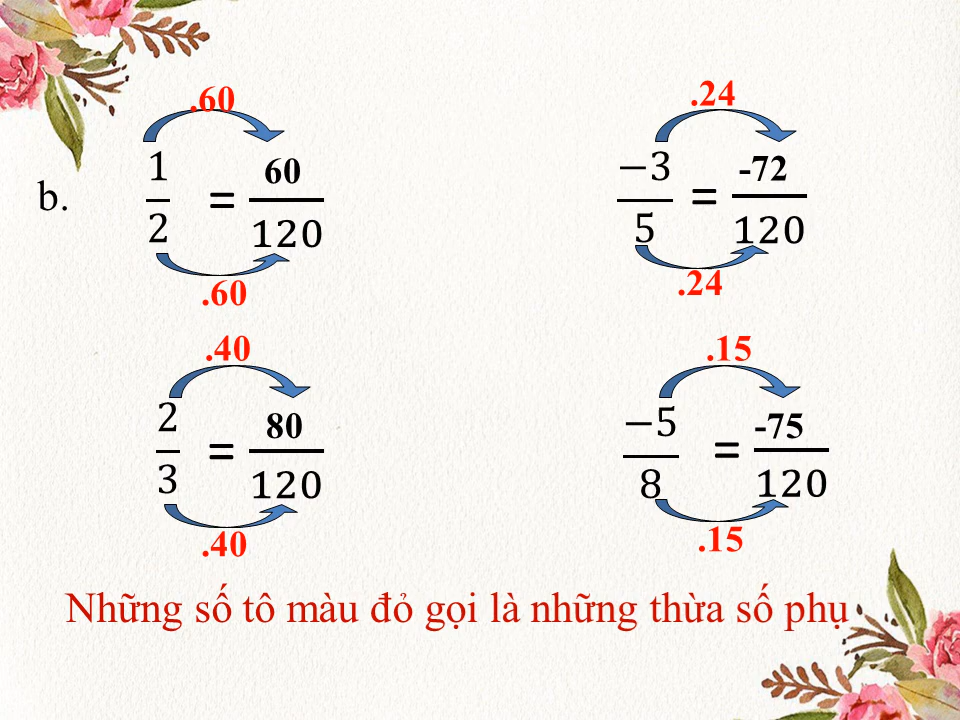 .60 .24
b. 1/2 = 60/120 −3/5 = -72/120
.60 .24
.40 .15
2/3 = 80/120 −5/8 = -75/120
.40 .15
Những số tô màu đỏ gọi là những thừa số phụ